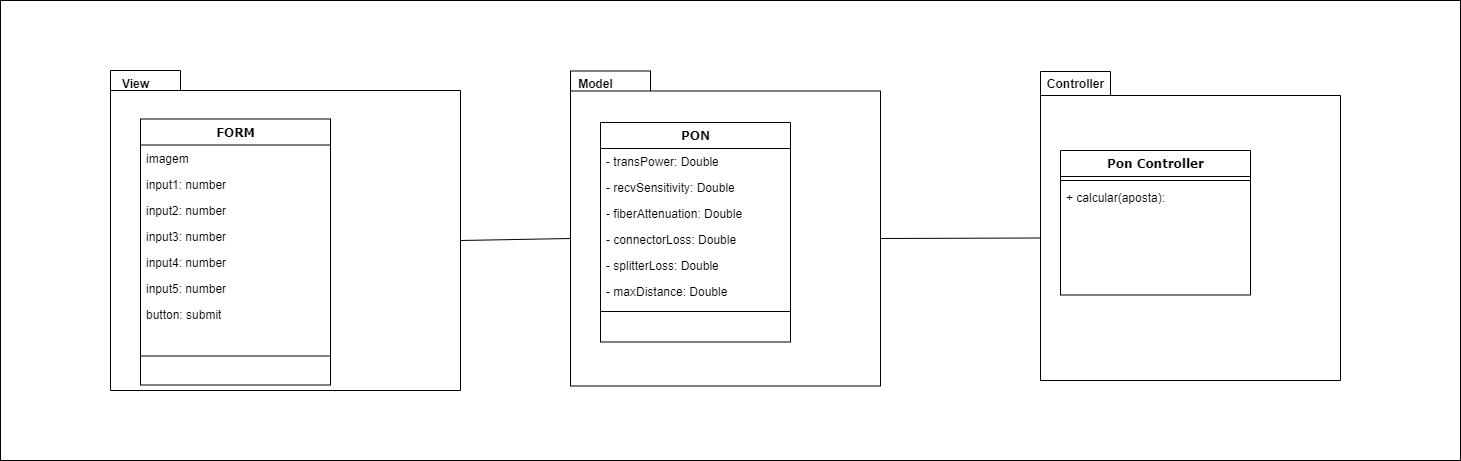 View
FORM
imagem
input1: number
input2: number
input3: number
input4: number
input5: number
button: submit
Model
PON
- transPower: Double
- recvSensitivity: Double
- fiberAttenuation: Double
- connectorLoss: Double
- splitterLoss: Double
- maxDistance: Double
Controller
Pon Controller
+ calcular(aposta):